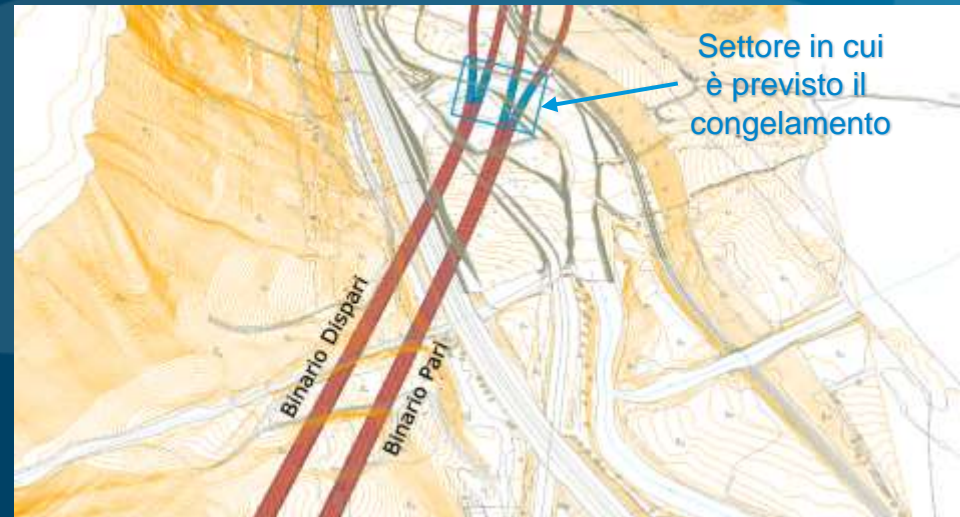 Settore in cui
è previsto il
congelamento
Binario Dispari
Binario Pari